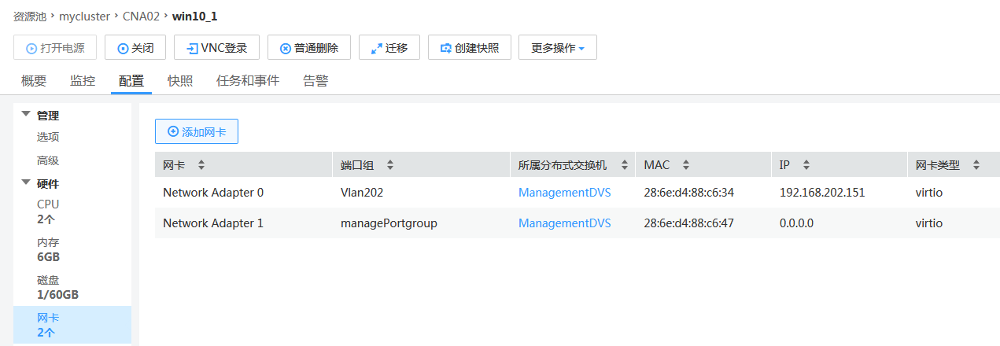 资源池 › mycluster › CNA02 › win10_1
打开电源 关闭 VNC登录 普通删除 迁移 创建快照 更多操作
概要 监控 配置 快照 任务和事件 告警
管理
选项
高级
硬件
CPU
2个
内存
6GB
磁盘
1/60GB
网卡
2个
添加网卡
网卡 端口组 所属分布式交换机 MAC IP 网卡类型
Network Adapter 0 Vlan202 ManagementDVS 28:6e:d4:88:c6:34 192.168.202.151 virtio
Network Adapter 1 managePortgroup ManagementDVS 28:6e:d4:88:c6:47 0.0.0.0 virtio